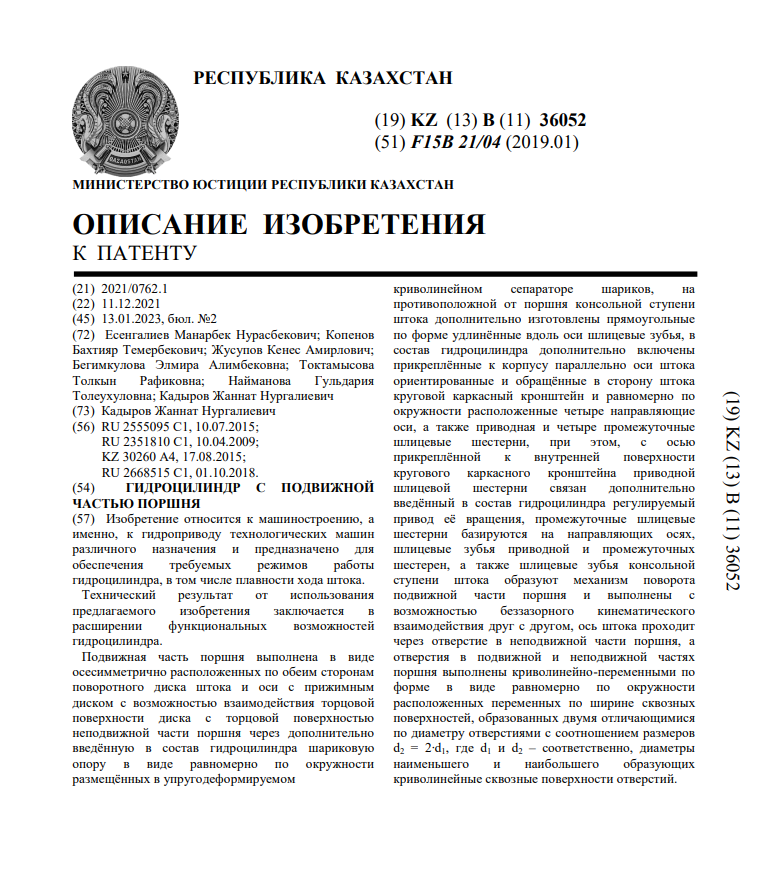 РЕСПУБЛИКА КАЗАХСТАН
(19) KZ (13) B (11) 36052
(51) F15B 21/04 (2019.01)
KAZAKSTAN
МИНИСТЕРСТВО ЮСТИЦИИ РЕСПУБЛИКИ КАЗАХСТАН
ОПИСАНИЕ ИЗОБРЕТЕНИЯ
К ПАТЕНТУ
(21) 2021/0762.1
(22) 11.12.2021
(45) 13.01.2023, бюл. №2
(72) Есенгалиев Манарбек Нурасбекович; Копенов
Бахтияр Темербекович; Жусупов Кенес Амирлович;
Бегимкулова Элмира Алимбековна; Токтамысова
Толкын Рафиковна; Найманова Гульдария
Толеухуловна; Кадыров Жаннат Нургалиевич
(73) Кадыров Жаннат Нургалиевич
(56) RU 2555095 C1, 10.07.2015;
RU 2351810 C1, 10.04.2009;
KZ 30260 A4, 17.08.2015;
RU 2668515 C1, 01.10.2018.
(54) ГИДРОЦИЛИНДР С ПОДВИЖНОЙ
ЧАСТЬЮ ПОРШНЯ
(57) Изобретение относится к машиностроению, а
именно, к гидроприводу технологических машин
различного назначения и предназначено для
обеспечения требуемых режимов работы
гидроцилиндра, в том числе плавности хода штока.
Технический результат от использования
предлагаемого изобретения заключается в
расширении функциональных возможностей
гидроцилиндра.
Подвижная часть поршня выполнена в виде
осесимметрично расположенных по обеим сторонам
поворотного диска штока и оси с прижимным
диском с возможностью взаимодействия торцовой
поверхности диска с торцовой поверхностью
неподвижной части поршня через дополнительно
введённую в состав гидроцилиндра шариковую
опору в виде равномерно по окружности
размещённых в упругодеформируемом
криволинейном сепараторе шариков, на
противоположной от поршня консольной ступени
штока дополнительно изготовлены прямоугольные
по форме удлинённые вдоль оси шлицевые зубья, в
состав гидроцилиндра дополнительно включены
прикреплённые к корпусу параллельно оси штока
ориентированные и обращённые в сторону штока
круговой каркасный кронштейн и равномерно по
окружности расположенные четыре направляющие
оси, а также приводная и четыре промежуточные
шлицевые шестерни, при этом, с осью
прикреплённой к внутренней поверхности
кругового каркасного кронштейна приводной
шлицевой шестерни связан дополнительно
введённый в состав гидроцилиндра регулируемый
привод её вращения, промежуточные шлицевые
шестерни базируются на направляющих осях,
шлицевые зубья приводной и промежуточных
шестерен, а также шлицевые зубья консольной
ступени штока образуют механизм поворота
подвижной части поршня и выполнены с
возможностью беззазорного кинематического
взаимодействия друг с другом, ось штока проходит
через отверстие в неподвижной части поршня, а
отверстия в подвижной и неподвижной частях
поршня выполнены криволинейно-переменными по
форме в виде равномерно по окружности
расположенных переменных по ширине сквозных
поверхностей, образованных двумя отличающимися
по диаметру отверстиями с соотношением размеров
d₂ = 2·d₁, где d₁ и d₂ – соответственно, диаметры
наименьшего и наибольшего образующих
криволинейные сквозные поверхности отверстий.
(19) KZ (13) B (11) 36052